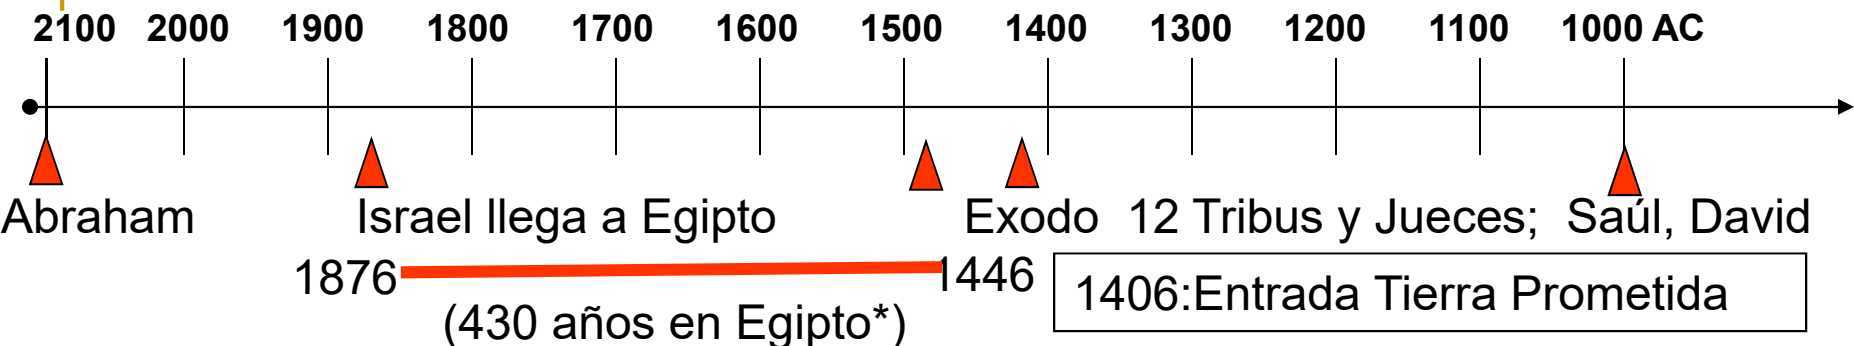 2100 2000 1900 1800 1700 1600 1500 1400 1300 1200 1100 1000 AC
Abraham Israel llega a Egipto Exodo 12 Tribus y Jueces; Saúl, David
1876 1446 1406:Entrada Tierra Prometida
(430 años en Egipto*)